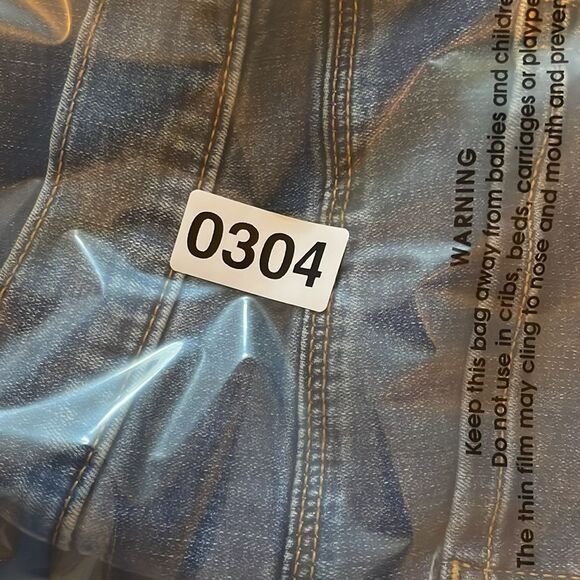 0304
WARNING
Keep this bag away from babies and childre
Do not use in cribs, beds, carriages or plaype
The thin film may cling to nose and mouth and preven